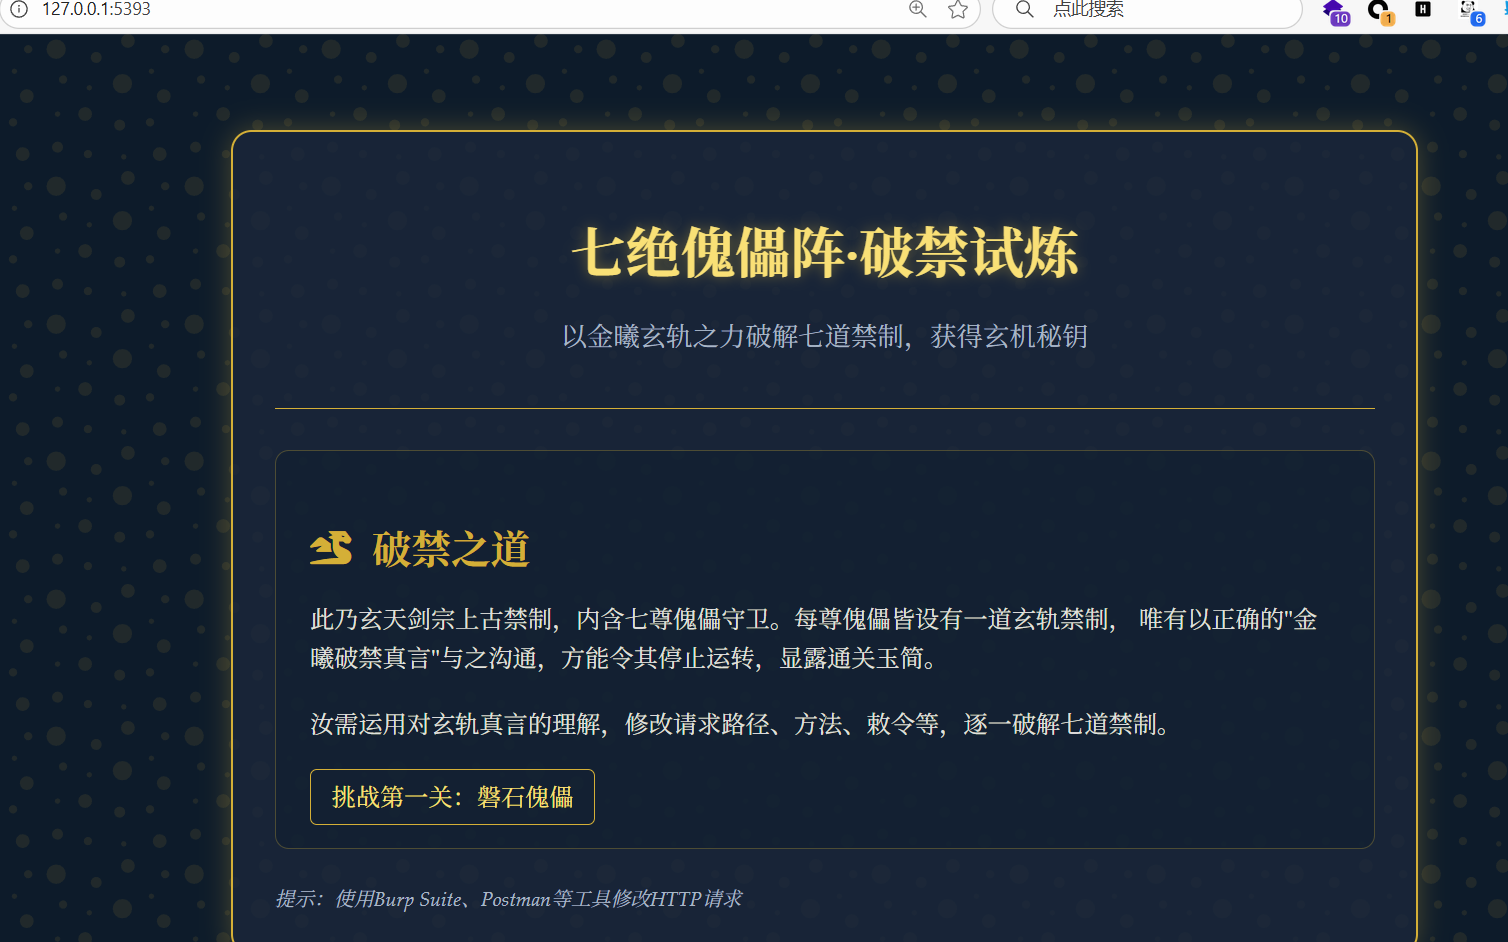 127.0.0.1:5393
点此搜索
10
1
H
6
七绝傀儡阵·破禁试炼
以金曦玄轨之力破解七道禁制，获得玄机秘钥
破禁之道
此乃玄天剑宗上古禁制，内含七尊傀儡守卫。每尊傀儡皆设有一道玄轨禁制， 唯有以正确的"金
曦破禁真言"与之沟通，方能令其停止运转，显露通关玉简。
汝需运用对玄轨真言的理解，修改请求路径、方法、敕令等，逐一破解七道禁制。
挑战第一关：磐石傀儡
提示：使用Burp Suite、Postman等工具修改HTTP请求